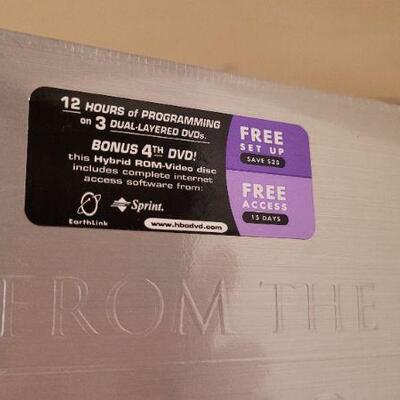 12 HOURS of PROGRAMMING
on 3 DUAL-LAYERED DVDs.
BONUS 4TH DVD!
this Hybrid ROM-Video disc
includes complete internet
access software from:
EarthLink
Sprint.
www.hbodvd.com
FREE
SET UP
SAVE $25
FREE
ACCESS
15 DAYS
FROM THE